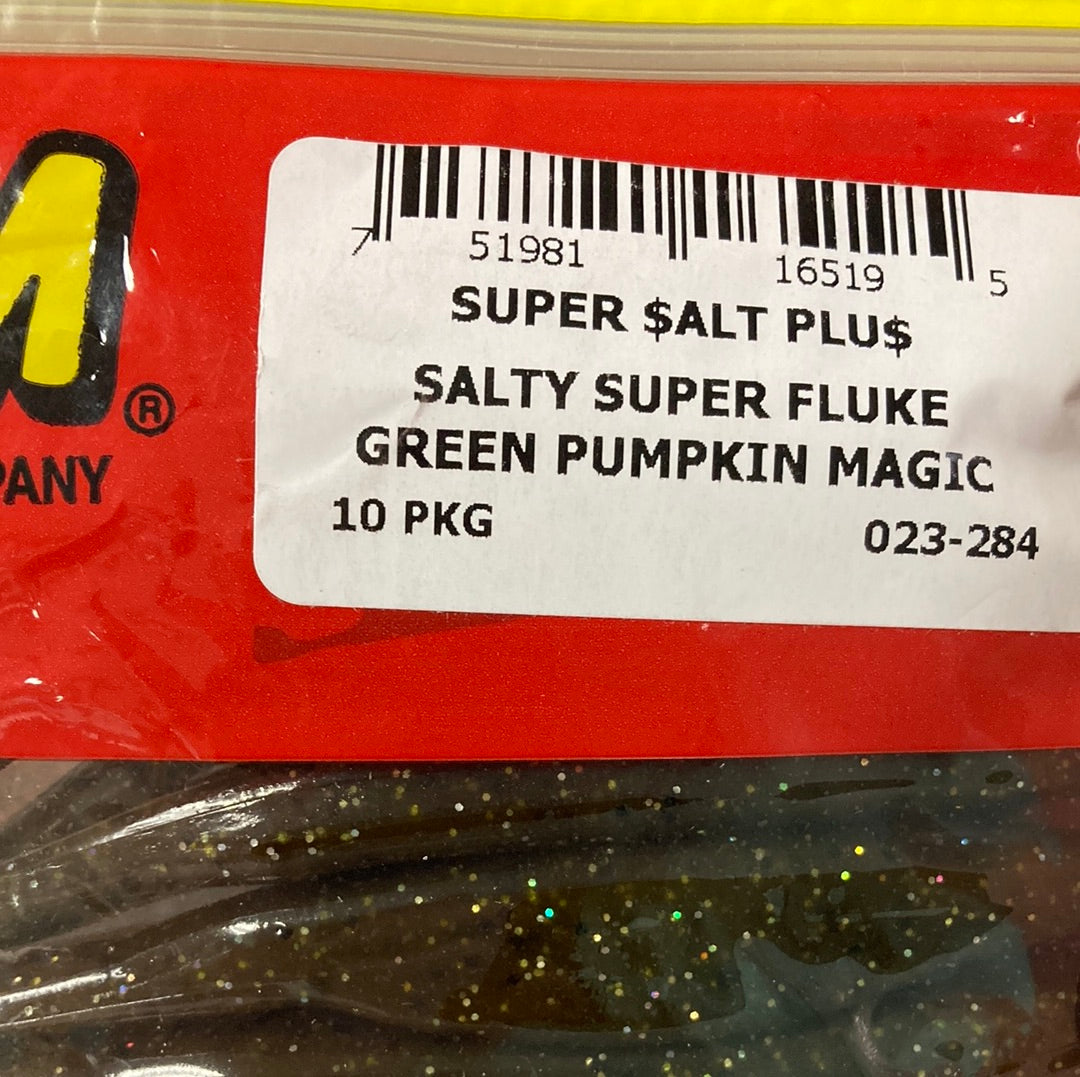 ®
PANY
7 51981 16519 5
SUPER $ALT PLU$
SALTY SUPER FLUKE
GREEN PUMPKIN MAGIC
10 PKG 023-284